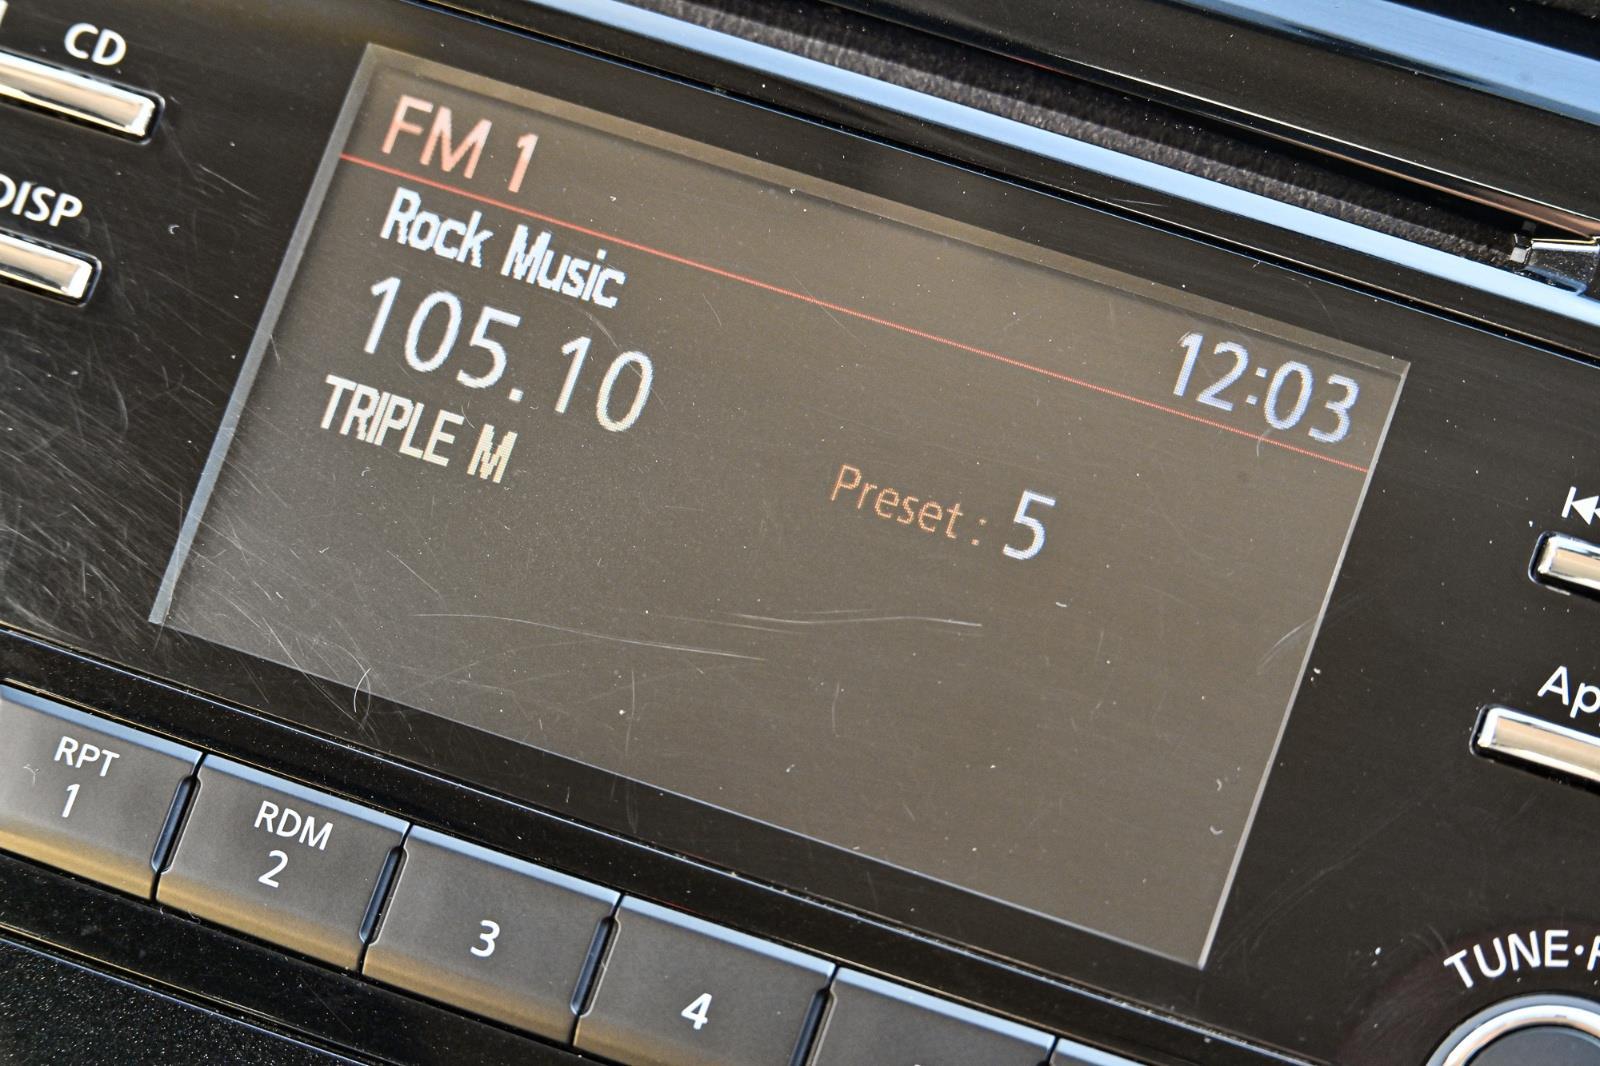 CD
DISP
FM 1
12:03
Rock Music
105.10
TRIPLE M
Preset : 5
RPT
1
RDM
2
3
4
TUNE